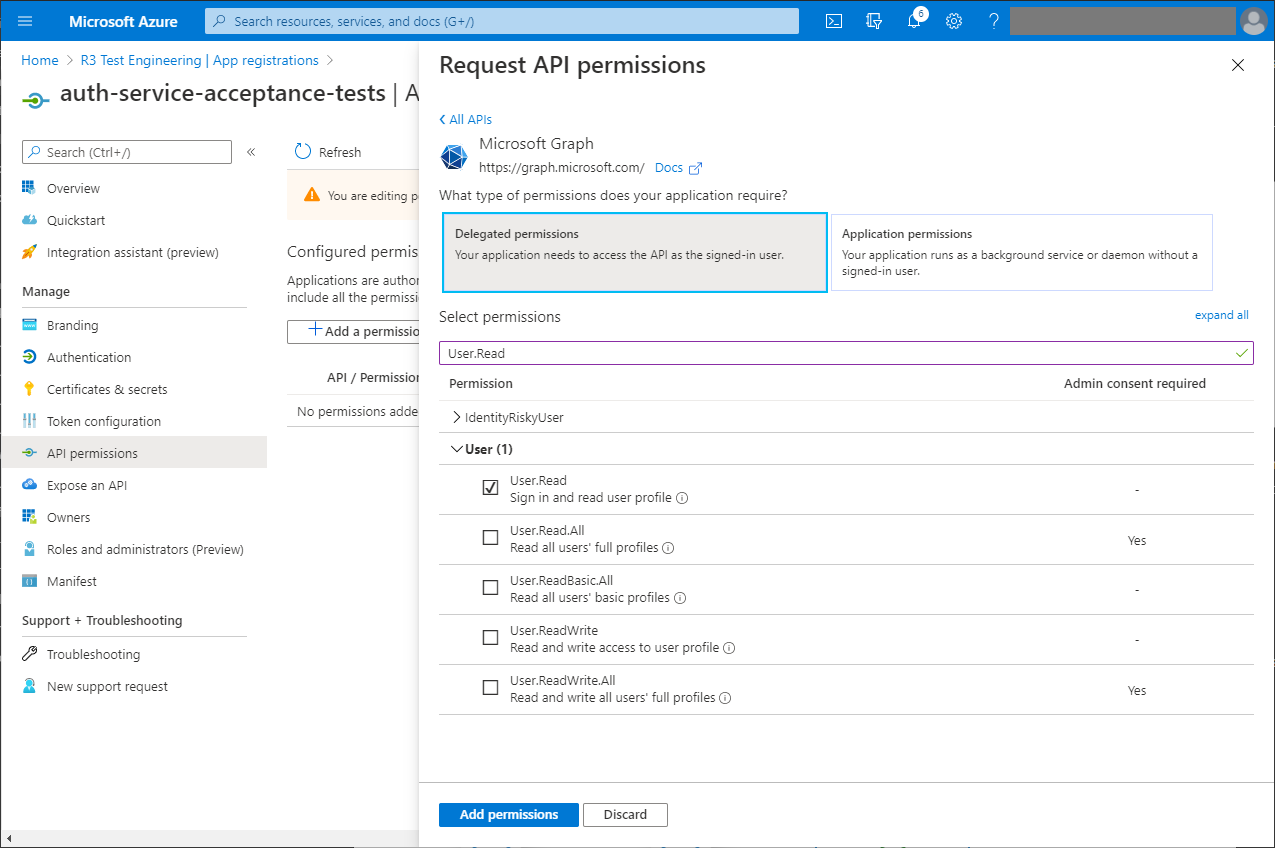 Microsoft Azure
Search resources, services, and docs (G+/)
6
?
Home > R3 Test Engineering | App registrations >
auth-service-acceptance-tests | A
Search (Ctrl+/)
«
Overview
Quickstart
Integration assistant (preview)
Manage
Branding
Authentication
Certificates & secrets
Token configuration
API permissions
Expose an API
Owners
Roles and administrators (Preview)
Manifest
Support + Troubleshooting
Troubleshooting
New support request
Refresh
You are editing p
Configured permis
Applications are author
include all the permissi
Add a permissio
API / Permission
No permissions adde
Request API permissions
All APIs
Microsoft Graph
https://graph.microsoft.com/ Docs
What type of permissions does your application require?
Delegated permissions
Your application needs to access the API as the signed-in user.
Application permissions
Your application runs as a background service or daemon without a
signed-in user.
Select permissions
expand all
User.Read
Permission
Admin consent required
IdentityRiskyUser
User (1)
User.Read
Sign in and read user profile
-
User.Read.All
Read all users' full profiles
Yes
User.ReadBasic.All
Read all users' basic profiles
-
User.ReadWrite
Read and write access to user profile
-
User.ReadWrite.All
Read and write all users' full profiles
Yes
Add permissions
Discard